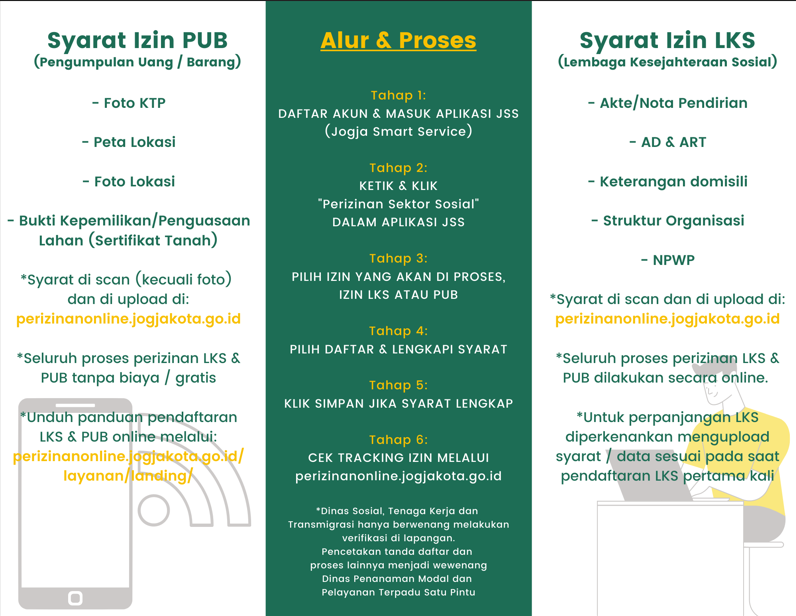 Syarat Izin PUB
(Pengumpulan Uang / Barang)
- Foto KTP
- Peta Lokasi
- Foto Lokasi
- Bukti Kepemilikan/Penguasaan
Lahan (Sertifikat Tanah)
*Syarat di scan (kecuali foto)
dan di upload di:
perizinanonline.jogjakota.go.id
*Seluruh proses perizinan LKS &
PUB tanpa biaya / gratis
*Unduh panduan pendaftaran
LKS & PUB online melalui:
perizinanonline.jogjakota.go.id/
layanan/landing/
Alur & Proses
Tahap 1:
DAFTAR AKUN & MASUK APLIKASI JSS
(Jogja Smart Service)
Tahap 2:
KETIK & KLIK
"Perizinan Sektor Sosial"
DALAM APLIKASI JSS
Tahap 3:
PILIH IZIN YANG AKAN DI PROSES,
IZIN LKS ATAU PUB
Tahap 4:
PILIH DAFTAR & LENGKAPI SYARAT
Tahap 5:
KLIK SIMPAN JIKA SYARAT LENGKAP
Tahap 6:
CEK TRACKING IZIN MELALUI
perizinanonline.jogjakota.go.id
*Dinas Sosial, Tenaga Kerja dan
Transmigrasi hanya berwenang melakukan
verifikasi di lapangan.
Pencetakan tanda daftar dan
proses lainnya menjadi wewenang
Dinas Penanaman Modal dan
Pelayanan Terpadu Satu Pintu
Syarat Izin LKS
(Lembaga Kesejahteraan Sosial)
- Akte/Nota Pendirian
- AD & ART
- Keterangan domisili
- Struktur Organisasi
- NPWP
*Syarat di scan dan di upload di:
perizinanonline.jogjakota.go.id
*Seluruh proses perizinan LKS &
PUB dilakukan secara online.
*Untuk perpanjangan LKS
diperkenankan mengupload
syarat / data sesuai pada saat
pendaftaran LKS pertama kali